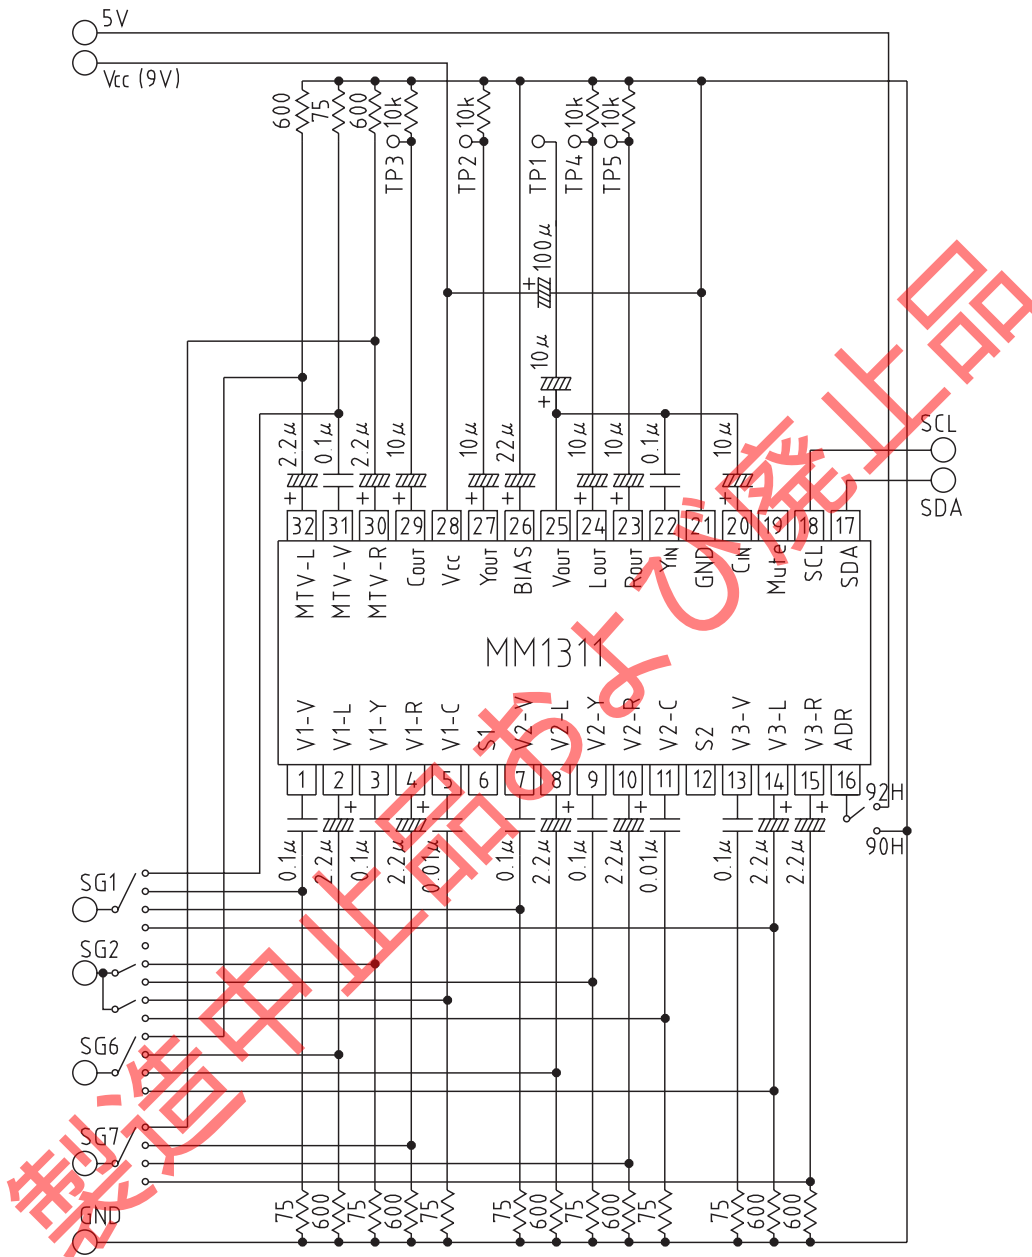 5V
Vcc (9V)
600
75
600
10k
10k
10k
10k
TP3
TP2
TP1
TP4
TP5
100μ
+
10μ
+
2.2μ
0.1μ
2.2μ
10μ
10μ
22μ
10μ
10μ
0.1μ
10μ
+
+
+
+
+
+
+
+
SCL
SDA
32
31
30
29
28
27
26
25
24
23
22
21
20
19
18
17
MTV-L
MTV-V
MTV-R
COUT
Vcc
YOUT
BIAS
VOUT
LOUT
ROUT
YIN
GND
CIN
Mute
SCL
SDA
MM1311
V1-V
V1-L
V1-Y
V1-R
V1-C
S1
V2-V
V2-L
V2-Y
V2-R
V2-C
S2
V3-V
V3-L
V3-R
ADR
1
2
3
4
5
6
7
8
9
10
11
12
13
14
15
16
92H
90H
+
+
+
+
+
+
0.1μ
2.2μ
0.1μ
2.2μ
0.01μ
0.1μ
2.2μ
0.1μ
2.2μ
0.01μ
0.1μ
2.2μ
2.2μ
SG1
SG2
SG6
SG7
GND
75
600
75
600
75
75
600
75
600
75
75
600
600
製造中止品および廃止品